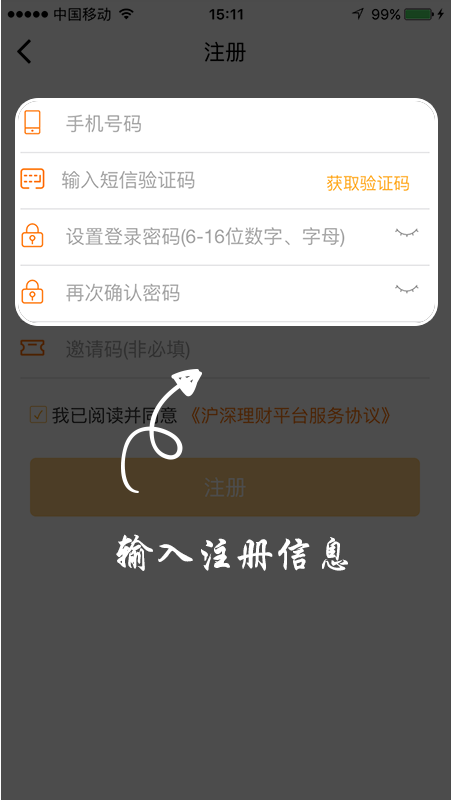 中国移动 15:11 99%
注册
手机号码
输入短信验证码 获取验证码
设置登录密码(6-16位数字、字母)
再次确认密码
邀请码(非必填)
我已阅读并同意 《沪深理财平台服务协议》
注册
输入注册信息